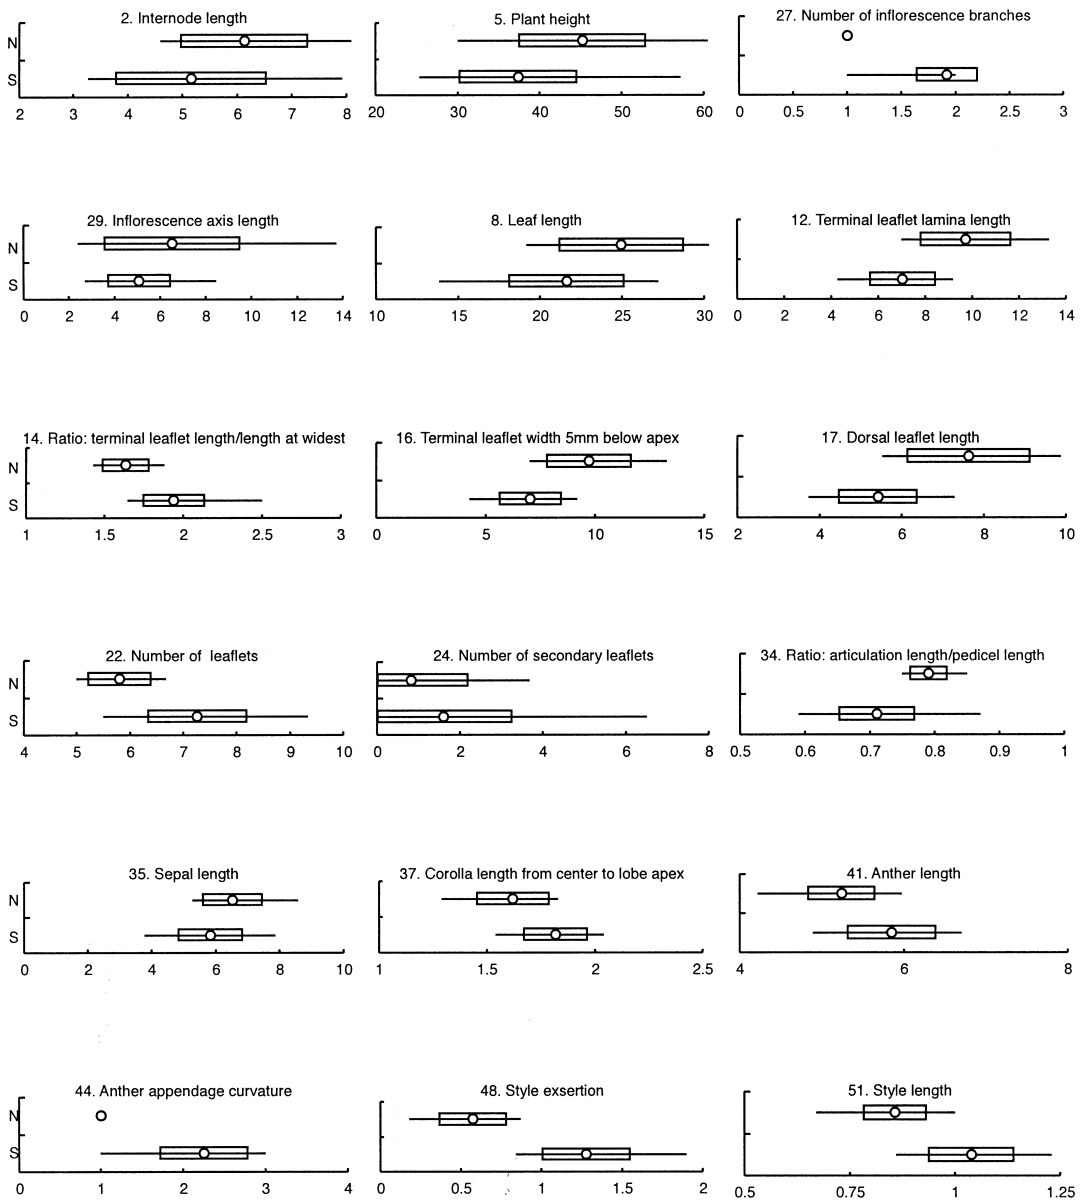 2. Internode length
5. Plant height
27. Number of inflorescence branches
N
S
2 3 4 5 6 7 8
20 30 40 50 60
0 0.5 1 1.5 2 2.5 3
29. Inflorescence axis length
8. Leaf length
12. Terminal leaflet lamina length
N
S
0 2 4 6 8 10 12 14
10 15 20 25 30
0 2 4 6 8 10 12 14
14. Ratio: terminal leaflet length/length at widest
16. Terminal leaflet width 5mm below apex
17. Dorsal leaflet length
N
S
1 1.5 2 2.5 3
0 5 10 15
2 4 6 8 10
22. Number of leaflets
24. Number of secondary leaflets
34. Ratio: articulation length/pedicel length
N
S
4 5 6 7 8 9 10
0 2 4 6 8
0.5 0.6 0.7 0.8 0.9 1
35. Sepal length
37. Corolla length from center to lobe apex
41. Anther length
N
S
0 2 4 6 8 10
1 1.5 2 2.5
4 6 8
44. Anther appendage curvature
48. Style exsertion
51. Style length
N
S
0 1 2 3 4
0 0.5 1 1.5 2
0.5 0.75 1 1.25